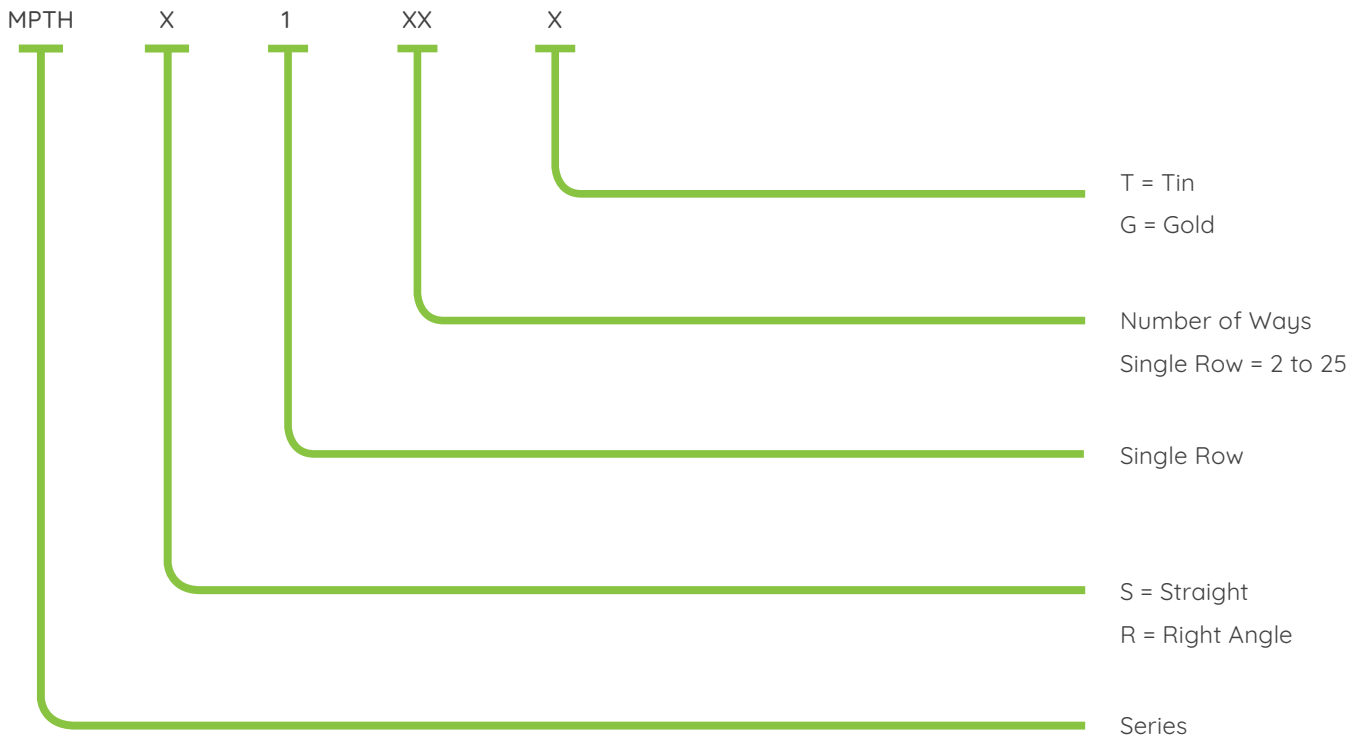 MPTH X 1 XX X
T = Tin
G = Gold
Number of Ways
Single Row = 2 to 25
Single Row
S = Straight
R = Right Angle
Series